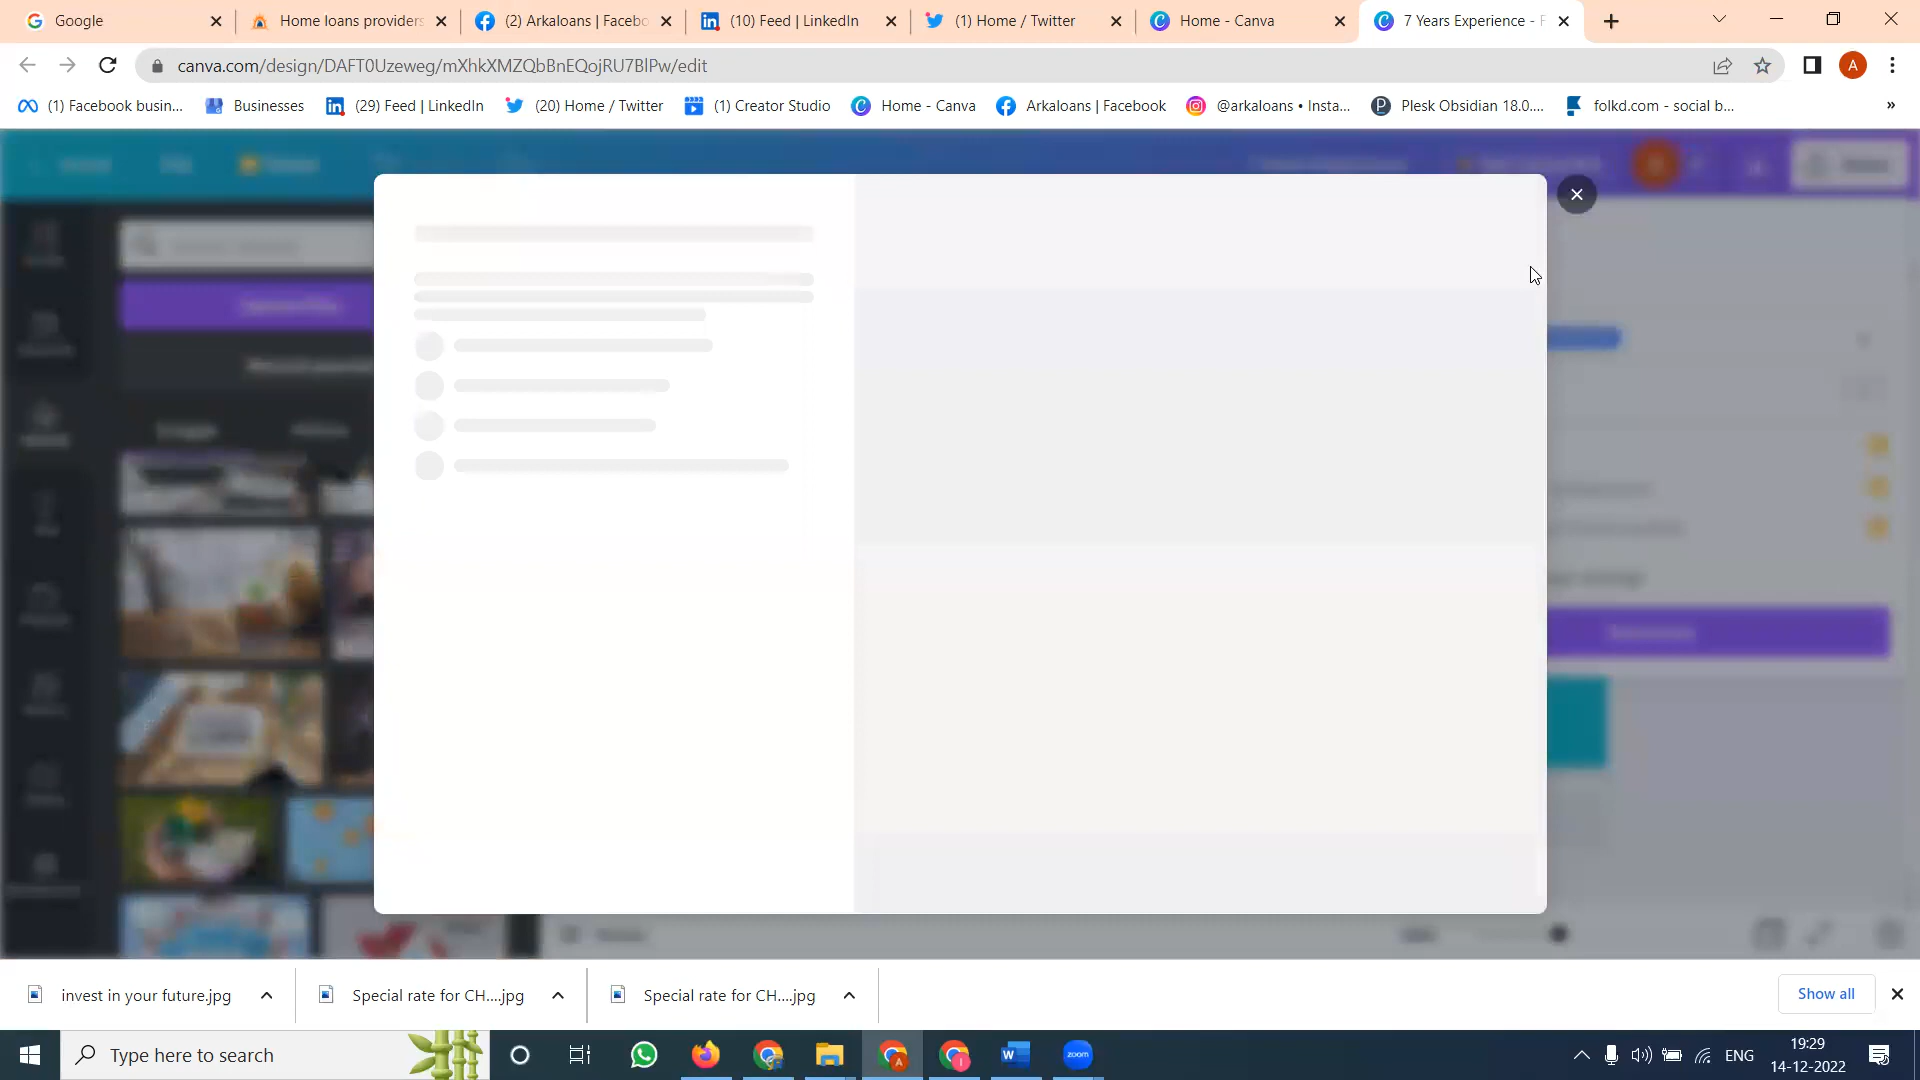 Google
Home loans providers
(2) Arkaloans | Facebo
(10) Feed | LinkedIn
(1) Home / Twitter
Home - Canva
7 Years Experience - F
canva.com/design/DAFT0Uzeweg/mXhkXMZQbBnEQojRU7BlPw/edit
A
(1) Facebook busin...
Businesses
(29) Feed | LinkedIn
(20) Home / Twitter
(1) Creator Studio
Home - Canva
Arkaloans | Facebook
@arkaloans • Insta...
Plesk Obsidian 18.0....
folkd.com - social b...
»
invest in your future.jpg
Special rate for CH....jpg
Special rate for CH....jpg
Show all
Type here to search
zoom
ENG
19:29
14-12-2022